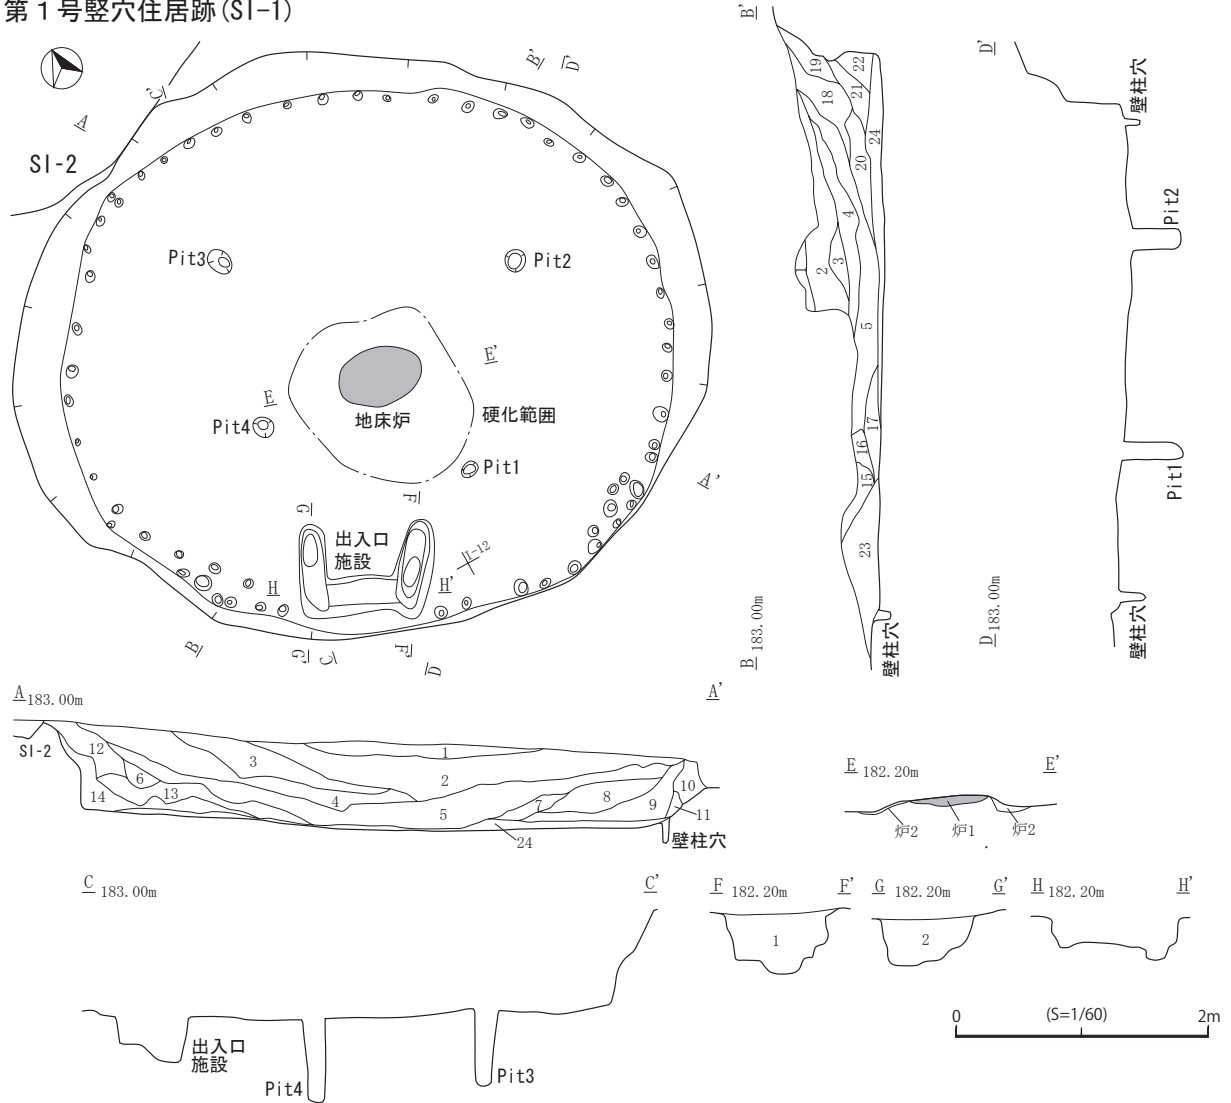 第１号竪穴住居跡(SI-1)
B'
D'
C'
A
SI-2
Pit3
Pit2
E'
E
地床炉
硬化範囲
Pit4
Pit1
A'
F
G
出入口
施設
I-12
H
H'
B
G'
C
F'
D
B'
19
22
18
21
24
20
4
2
3
5
17
16
15
23
B 183.00m
壁柱穴
D'
壁柱穴
Pit2
Pit1
D 183.00m
壁柱穴
A 183.00m
A'
SI-2
12
3
1
6
2
14
13
4
5
7
8
9
10
11
24
壁柱穴
E 182.20m
E'
炉2
炉1
炉2
C 183.00m
C'
出入口
施設
Pit4
Pit3
F 182.20m
F'
1
G 182.20m
G'
2
H 182.20m
H'
0
(S=1/60)
2m